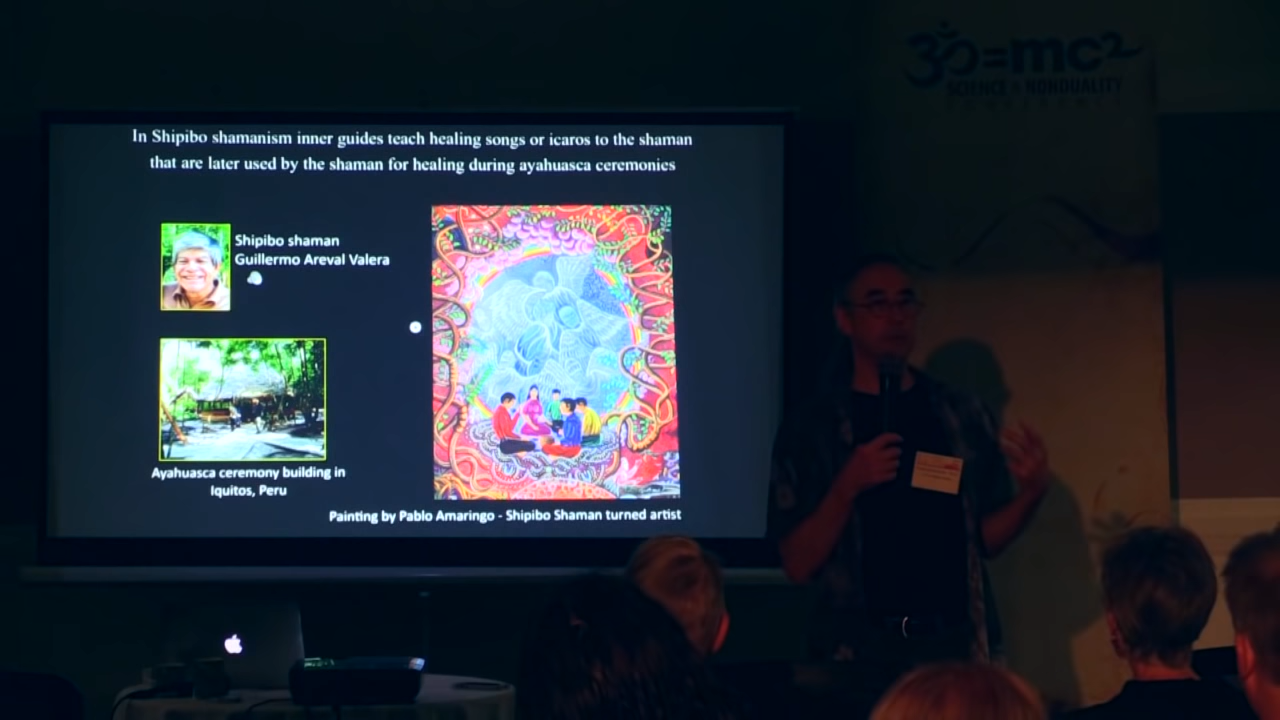 ॐ=mc²
SCIENCE & NONDUALITY
In Shipibo shamanism inner guides teach healing songs or icaros to the shaman
that are later used by the shaman for healing during ayahuasca ceremonies
Shipibo shaman
Guillermo Areval Valera
Ayahuasca ceremony building in
Iquitos, Peru
Painting by Pablo Amaringo - Shipibo Shaman turned artist